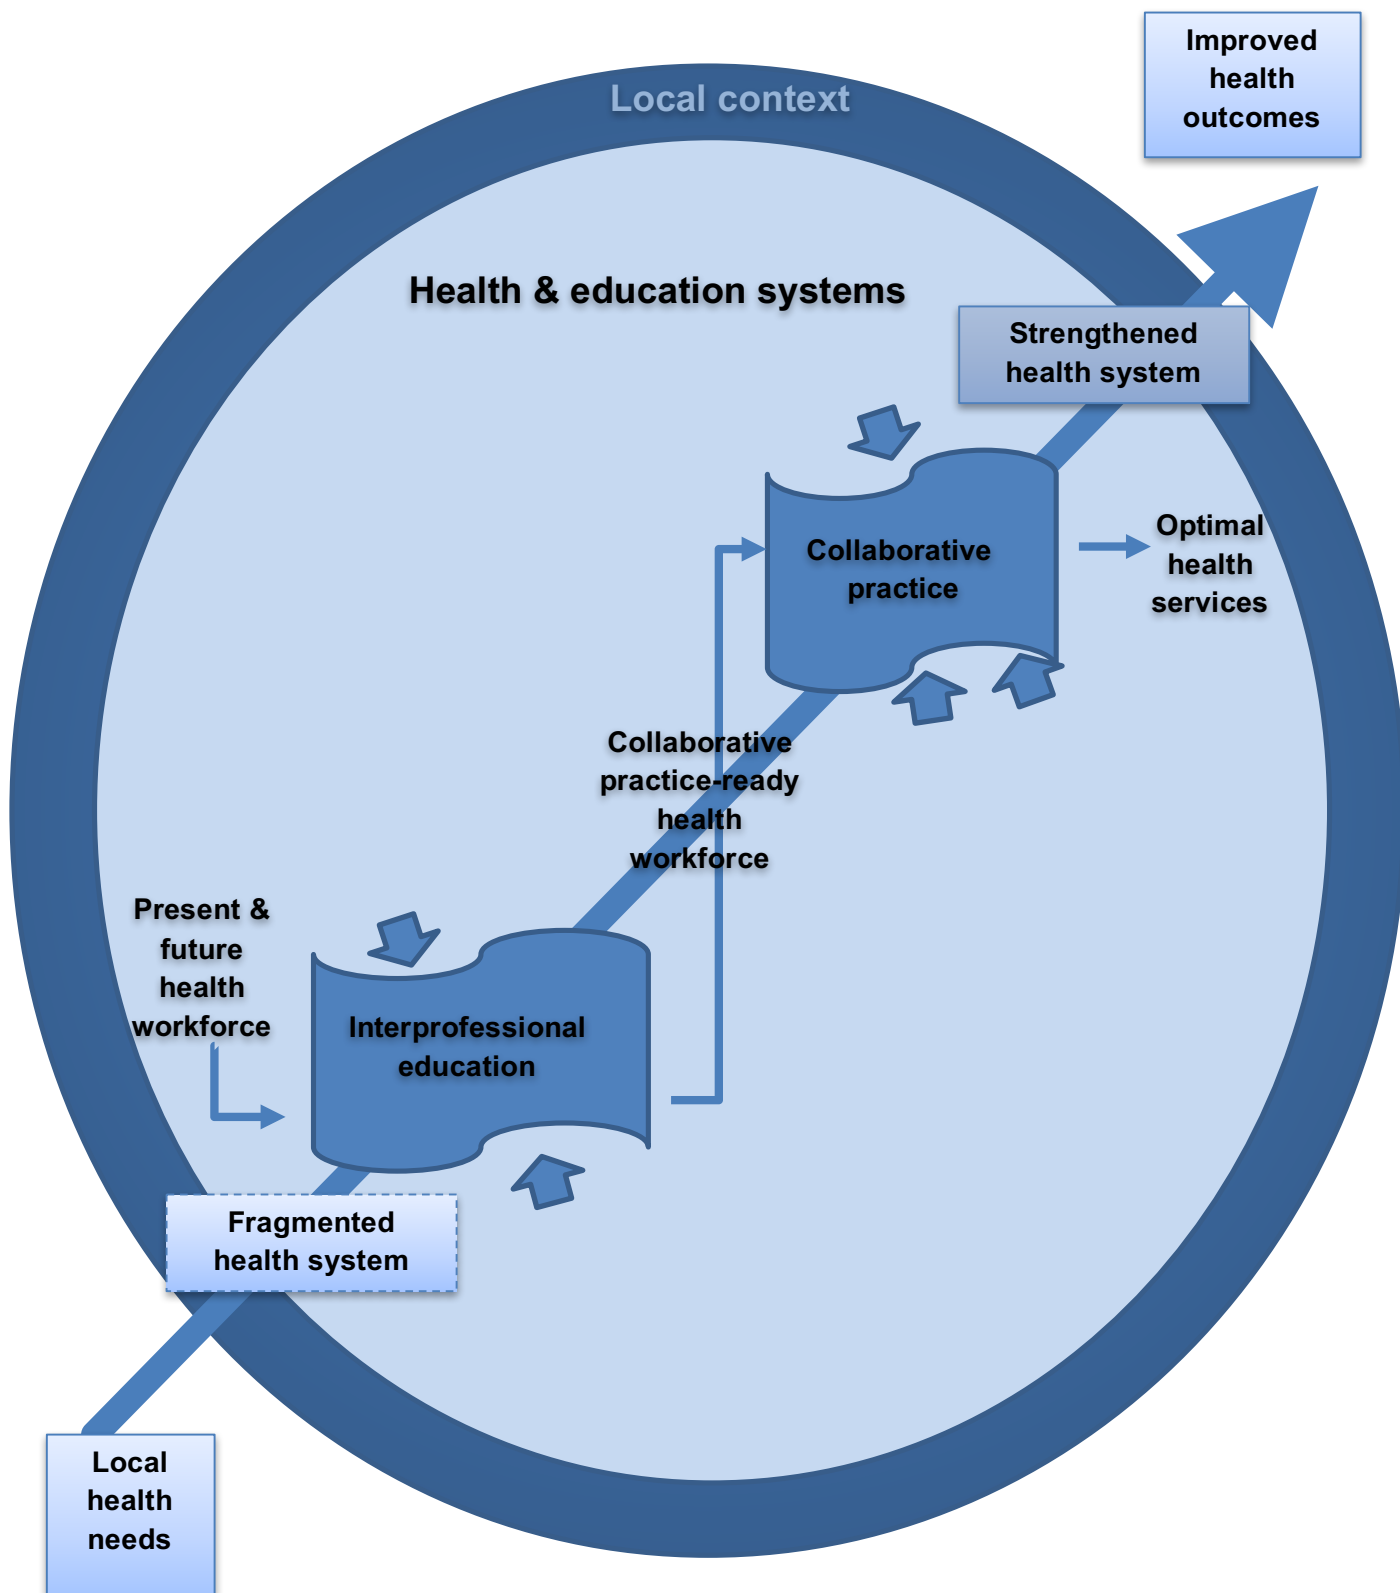 Improved
health
outcomes
Local context
Health & education systems
Strengthened
health system
Collaborative
practice
Optimal
health
services
Collaborative
practice-ready
health
workforce
Present &
future
health
workforce
Interprofessional
education
Fragmented
health system
Local
health
needs